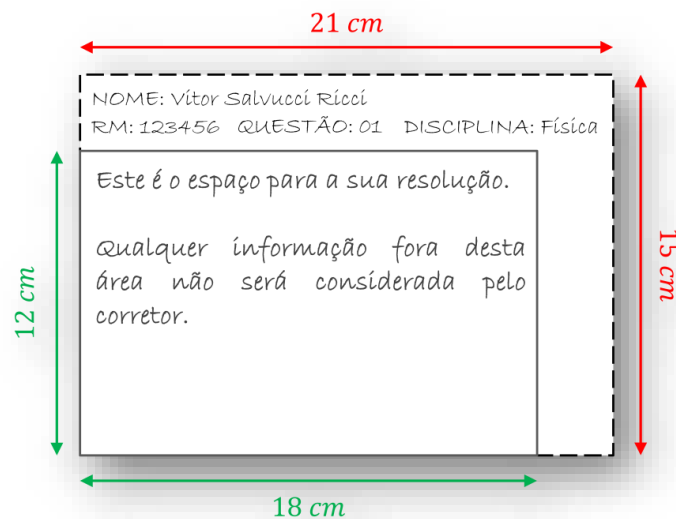 21 cm
NOME: Vitor Salvucci Ricci
RM: 123456 QUESTÃO: 01 DISCIPLINA: Física
Este é o espaço para a sua resolução.
Qualquer informação fora desta
área não será considerada pelo
corretor.
12 cm
15 cm
18 cm